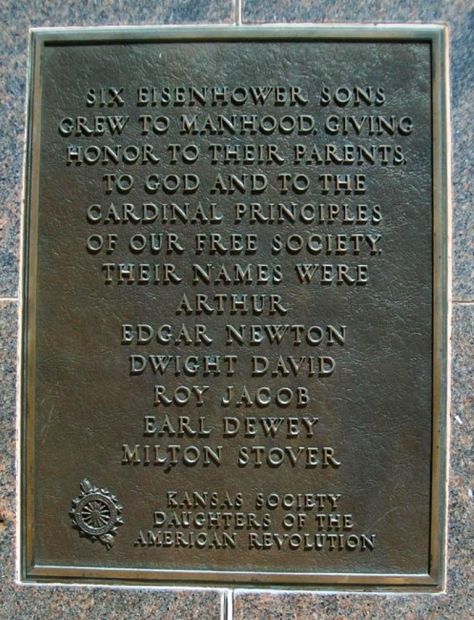 SIX EISENHOWER SONS
GREW TO MANHOOD, GIVING
HONOR TO THEIR PARENTS,
TO GOD AND TO THE
CARDINAL PRINCIPLES
OF OUR FREE SOCIETY.
THEIR NAMES WERE
ARTHUR
EDGAR NEWTON
DWIGHT DAVID
ROY JACOB
EARL DEWEY
MILTON STOVER
KANSAS SOCIETY
DAUGHTERS OF THE
AMERICAN REVOLUTION